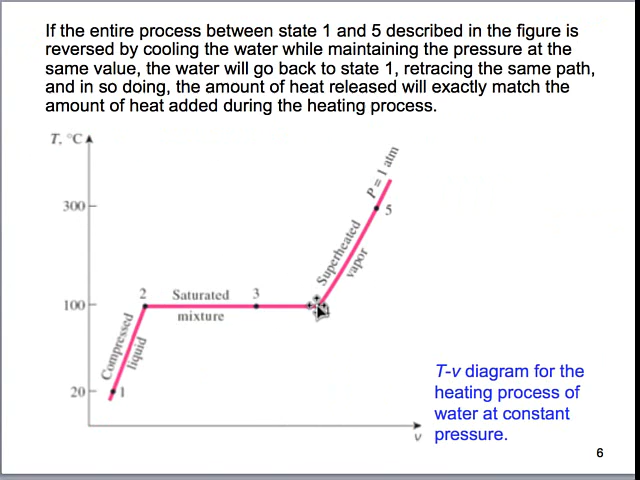 If the entire process between state 1 and 5 described in the figure is
reversed by cooling the water while maintaining the pressure at the
same value, the water will go back to state 1, retracing the same path,
and in so doing, the amount of heat released will exactly match the
amount of heat added during the heating process.
T, °C
P = 1 atm
300
5
Superheated
vapor
2
Saturated
3
100
mixture
Compressed
liquid
20
1
v
T-v diagram for the
heating process of
water at constant
pressure.
6